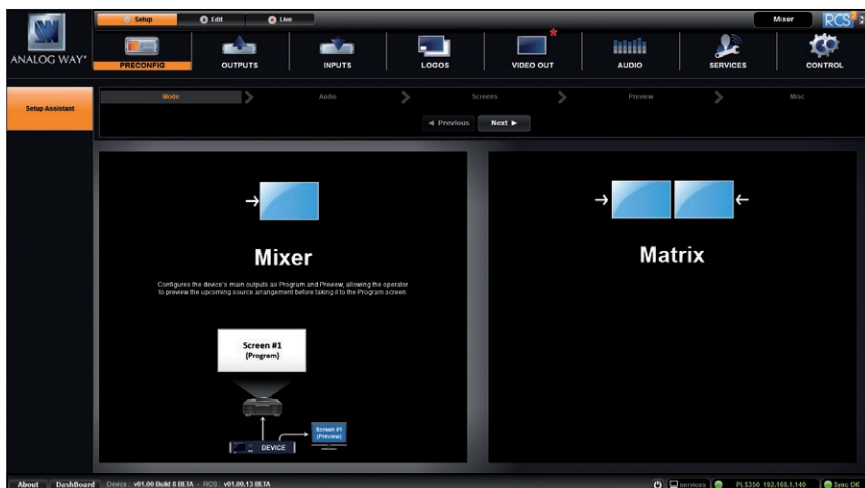 Setup Edit Live Mixer RCS²
ANALOG WAY®
PRECONFIG OUTPUTS INPUTS LOGOS VIDEO OUT * AUDIO SERVICES CONTROL
Setup Assistant
Mode Audio Screens Preview Misc
◄ Previous Next ►
Mixer
Configures the device's main outputs as Program and Preview, allowing the operator
to preview the upcoming source arrangement before taking it to the Program screen
Screen #1
(Program)
Screen #1
(Preview)
DEVICE
Matrix
About DashBoard Device : v01.00 Build 8 BETA - RCS : v01.00.13 BETA services PLS350 192.168.1.140 Sync OK